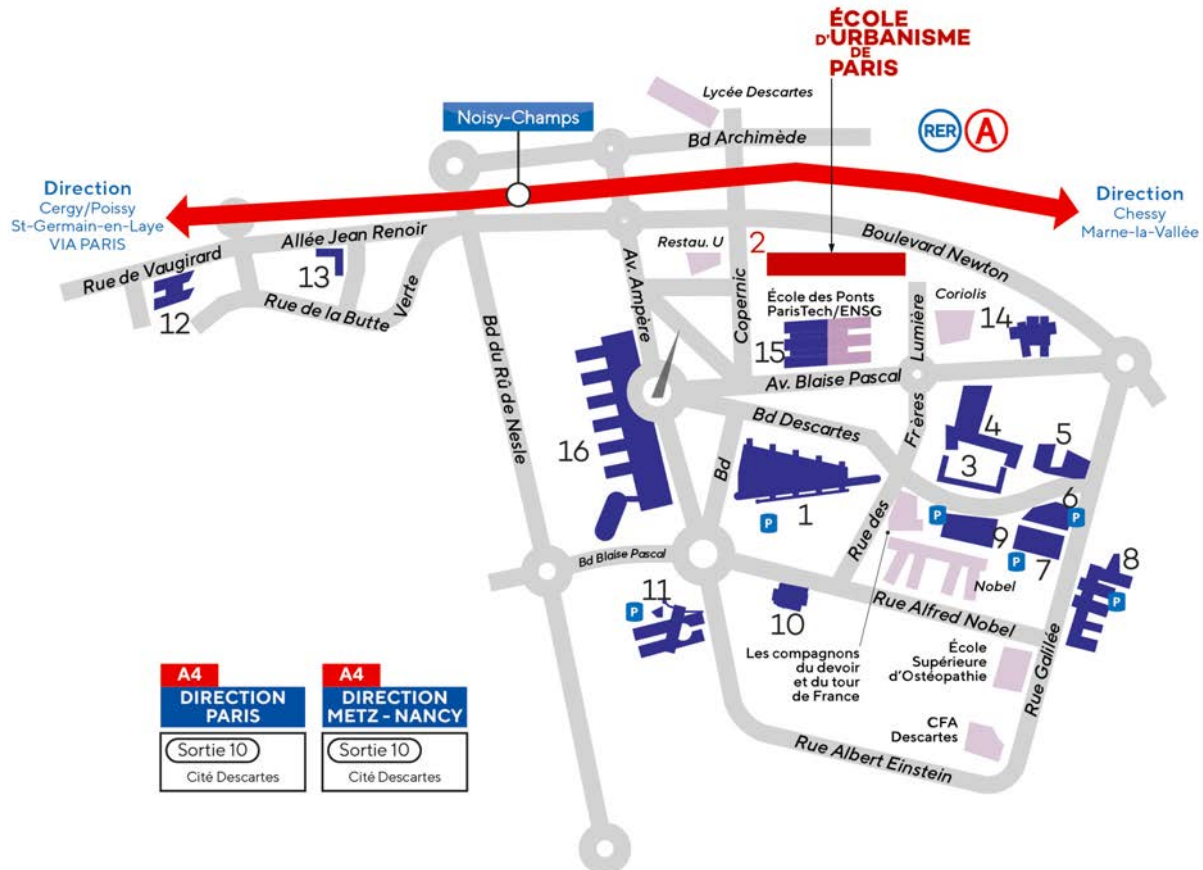 ÉCOLE
D'URBANISME
DE
PARIS
Lycée Descartes
Noisy-Champs
Bd Archimède
RER A
Direction
Cergy/Poissy
St-Germain-en-Laye
VIA PARIS
Direction
Chessy
Marne-la-Vallée
Rue de Vaugirard
Allée Jean Renoir
Rue de la Butte Verte
12
13
Bd du Rû de Nesle
Av. Ampère
Restau. U
Copernic
2
Boulevard Newton
École des Ponts
ParisTech/ENSG
15
Lumière
Coriolis
14
Av. Blaise Pascal
Bd Descartes
Bd
Rue des Frères
16
1
P
3
4
5
6
P
P
9
7
P
8
P
Bd Blaise Pascal
P
11
10
Nobel
Rue Alfred Nobel
Rue Galilée
Les compagnons
du devoir
et du tour
de France
École
Supérieure
d'Ostéopathie
CFA
Descartes
Rue Albert Einstein
A4
DIRECTION
PARIS
Sortie 10
Cité Descartes
A4
DIRECTION
METZ - NANCY
Sortie 10
Cité Descartes